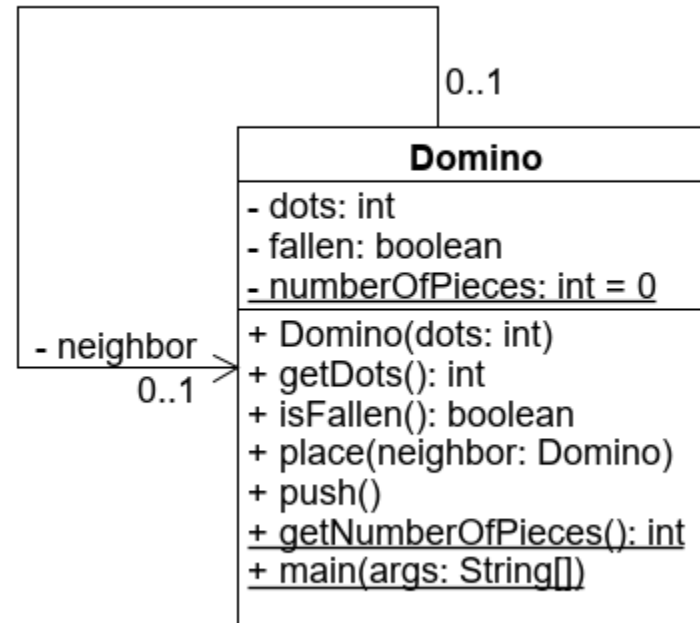 0..1
Domino
- dots: int
- fallen: boolean
- numberOfPieces: int = 0
- neighbor
0..1
+ Domino(dots: int)
+ getDots(): int
+ isFallen(): boolean
+ place(neighbor: Domino)
+ push()
+ getNumberOfPieces(): int
+ main(args: String[])